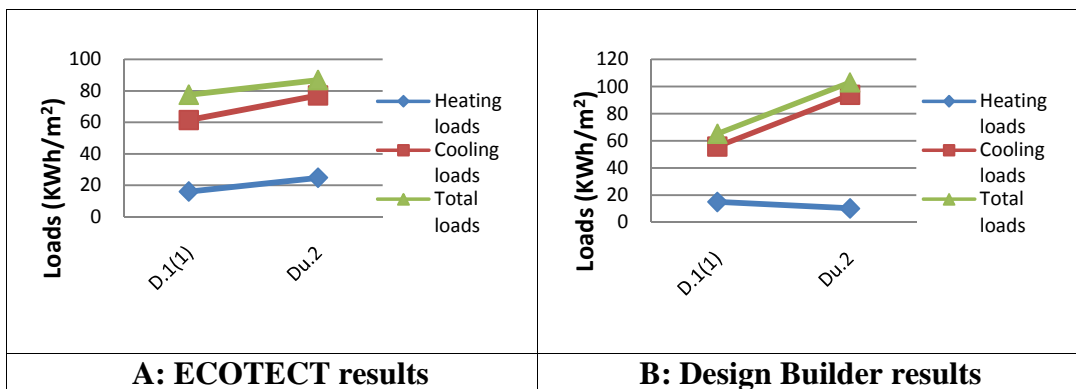 Loads (KWh/m²)
100
80
60
40
20
0
D.1(1)
Du.2
Heating
loads
Cooling
loads
Total
loads
A: ECOTECT results
Loads (KWh/m²)
120
100
80
60
40
20
0
D.1(1)
Du.2
Heating
loads
Cooling
loads
Total
loads
B: Design Builder results